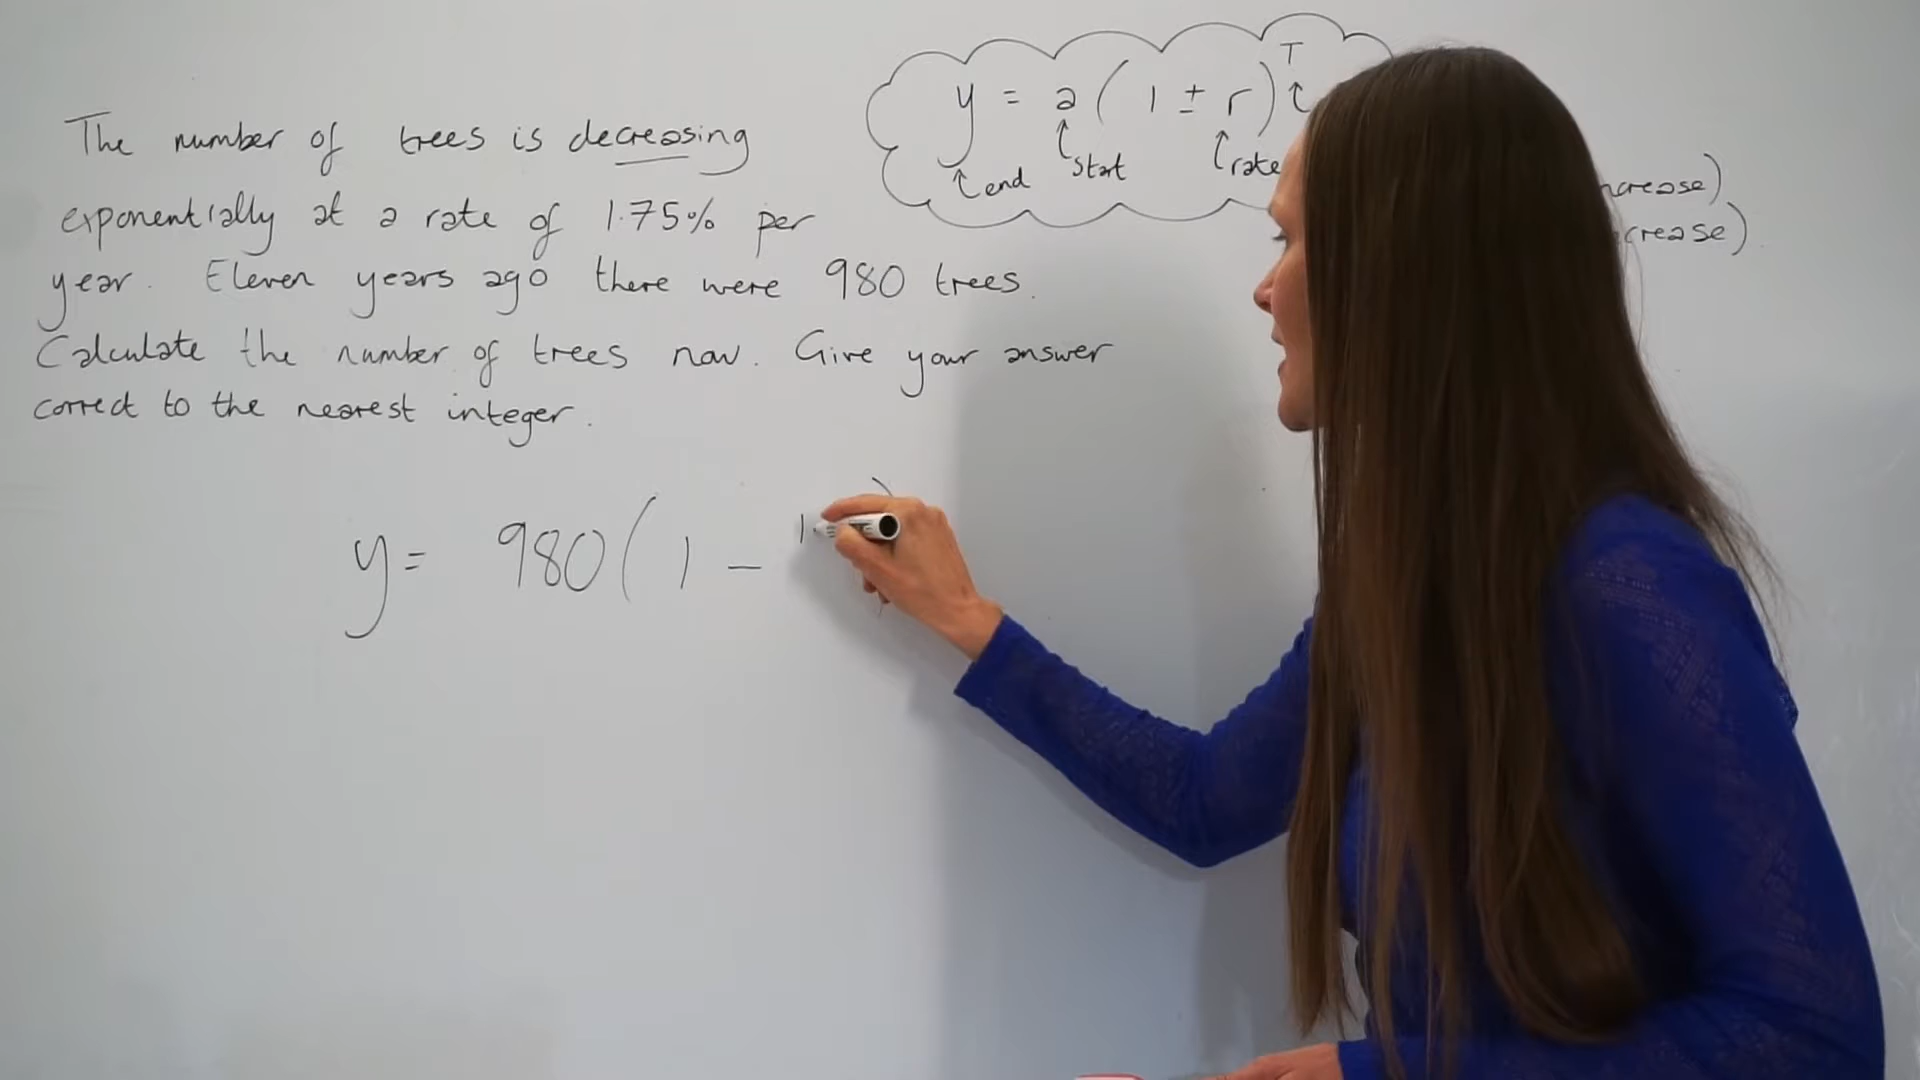 y = a(1 ± r)^T
end start rate
ncrease)
crease)
The number of trees is decreasing
exponentially at a rate of 1.75% per
year. Eleven years ago there were 980 trees.
Calculate the number of trees now. Give your answer
correct to the nearest integer.
y = 980(1 - 1.)